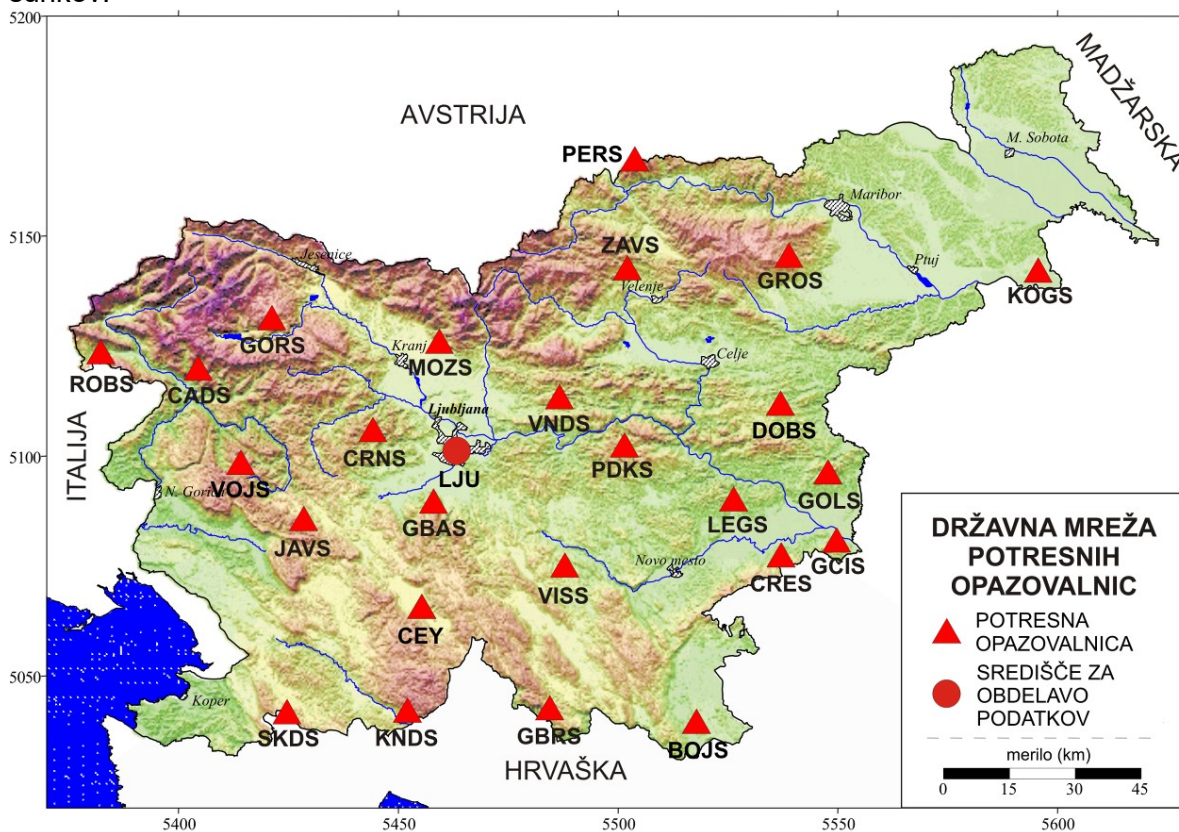 5200
MADŽARSKA
AVSTRIJA
PERS
M. Sobota
Maribor
5150
ZAVS
Jesenice
GROS
Ptuj
Velenje
KOGS
GORS
Kranj
MOZS
Celje
ROBS
CADS
Ljubljana
VNDS
DOBS
ITALIJA
CRNS
5100
LJU
PDKS
VOJS
N. Gorica
GOLS
GBAS
LEGS
JAVS
DRŽAVNA MREŽA
POTRESNIH
OPAZOVALNIC
GCIS
Novo mesto
CRES
VISS
POTRESNA
OPAZOVALNICA
CEY
5050
SREDIŠČE ZA
OBDELAVO
PODATKOV
Koper
SKDS
KNDS
GBRS
BOJS
HRVAŠKA
merilo (km)
0 15 30 45
5400 5450 5500 5550 5600